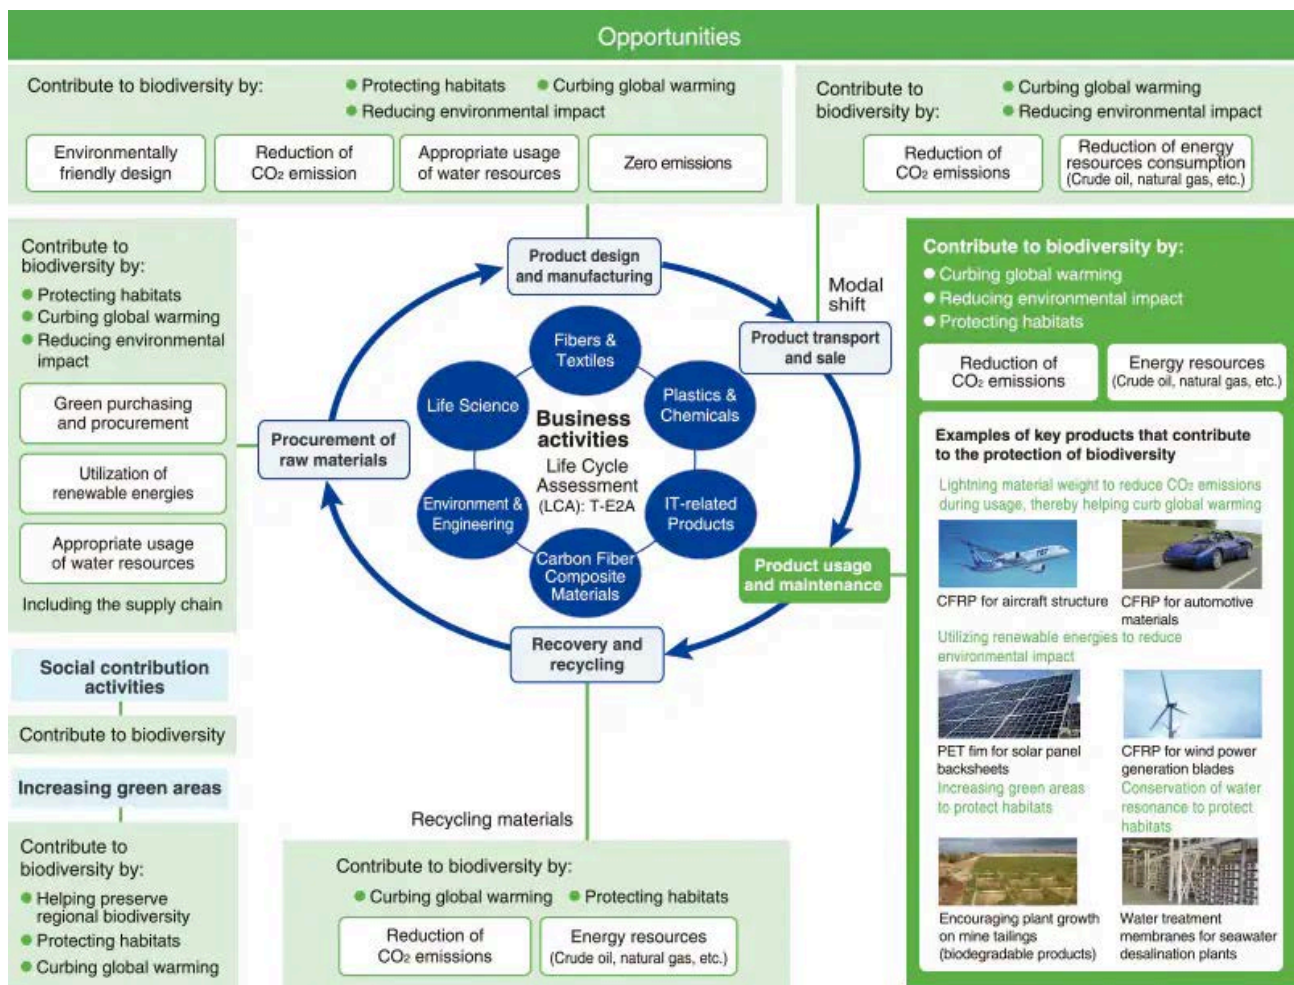 Opportunities
Contribute to biodiversity by:
Protecting habitats
Curbing global warming
Reducing environmental impact
Environmentally
friendly design
Reduction of
CO₂ emission
Appropriate usage
of water resources
Zero emissions
Contribute to
biodiversity by:
Curbing global warming
Reducing environmental impact
Reduction of
CO₂ emissions
Reduction of energy
resources consumption
(Crude oil, natural gas, etc.)
Contribute to
biodiversity by:
Protecting habitats
Curbing global warming
Reducing environmental
impact
Green purchasing
and procurement
Utilization of
renewable energies
Appropriate usage
of water resources
Including the supply chain
Product design
and manufacturing
Modal
shift
Product transport
and sale
Procurement of
raw materials
Fibers &
Textiles
Life Science
Plastics &
Chemicals
Business
activities
Life Cycle
Assessment
(LCA): T-E2A
Environment &
Engineering
IT-related
Products
Carbon Fiber
Composite
Materials
Product usage
and maintenance
Recovery and
recycling
Contribute to biodiversity by:
Curbing global warming
Reducing environmental impact
Protecting habitats
Reduction of
CO₂ emissions
Energy resources
(Crude oil, natural gas, etc.)
Examples of key products that contribute
to the protection of biodiversity
Lightning material weight to reduce CO₂ emissions
during usage, thereby helping curb global warming
CFRP for aircraft structure
CFRP for automotive
materials
Utilizing renewable energies to reduce
environmental impact
PET fim for solar panel
backsheets
CFRP for wind power
generation blades
Increasing green areas
to protect habitats
Conservation of water
resonance to protect
habitats
Encouraging plant growth
on mine tailings
(biodegradable products)
Water treatment
membranes for seawater
desalination plants
Social contribution
activities
Contribute to biodiversity
Increasing green areas
Contribute to
biodiversity by:
Helping preserve
regional biodiversity
Protecting habitats
Curbing global warming
Recycling materials
Contribute to biodiversity by:
Curbing global warming
Protecting habitats
Reduction of
CO₂ emissions
Energy resources
(Crude oil, natural gas, etc.)